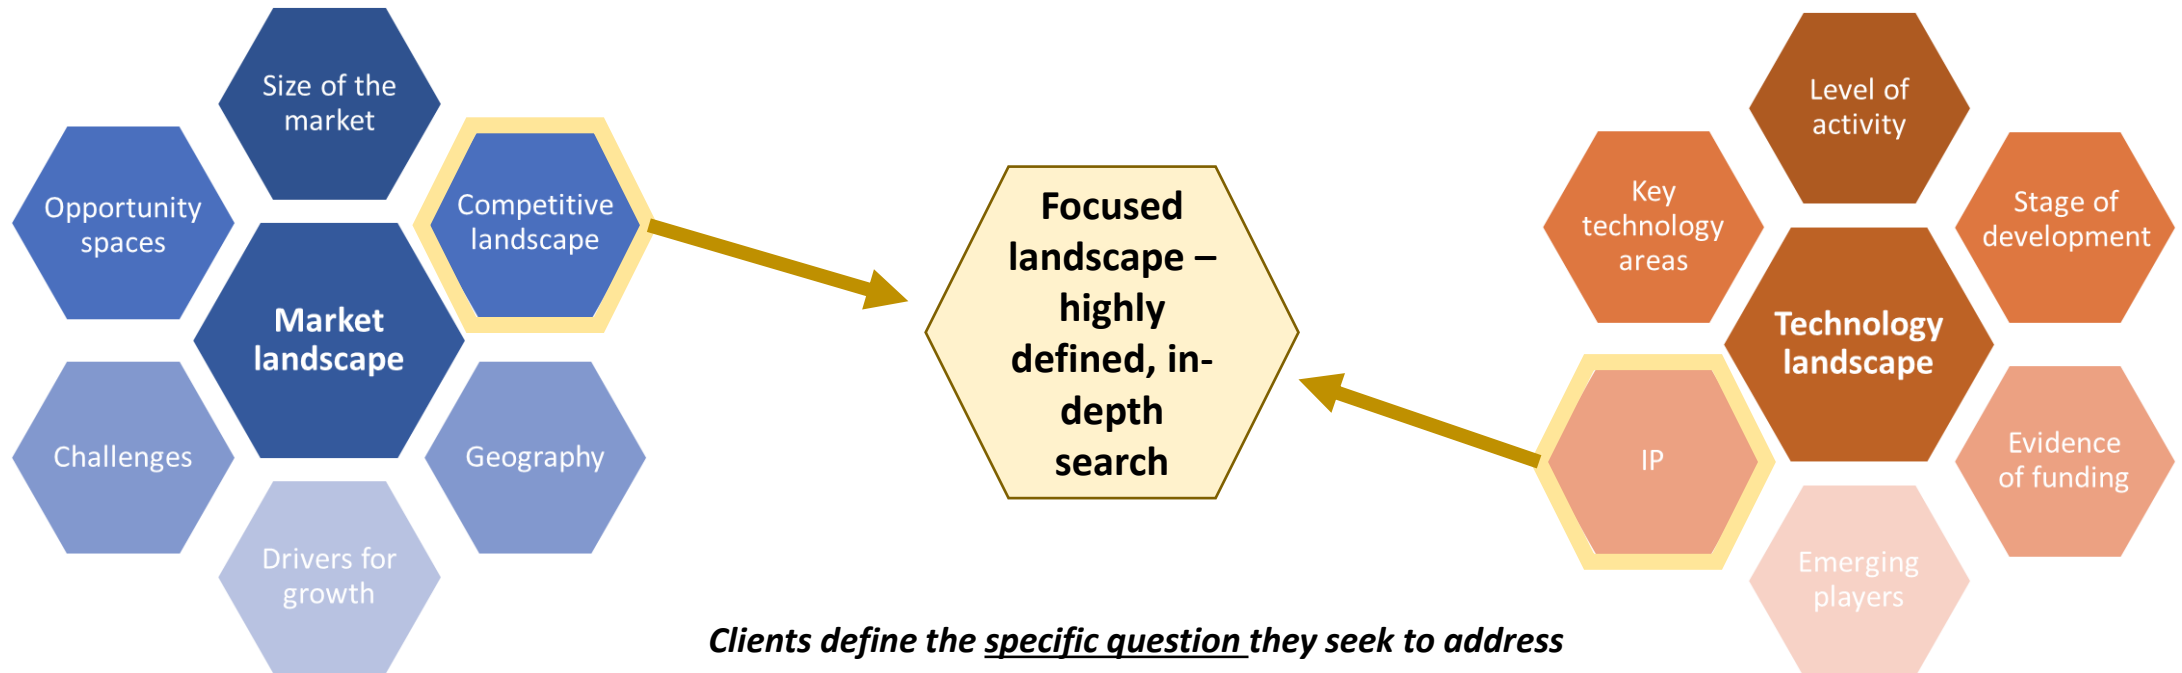 Size of the
market
Opportunity
spaces
Competitive
landscape
Market
landscape
Challenges
Geography
Drivers for
growth
Focused
landscape –
highly
defined, in-
depth
search
Level of
activity
Key
technology
areas
Stage of
development
Technology
landscape
IP
Evidence
of funding
Emerging
players
Clients define the specific question they seek to address